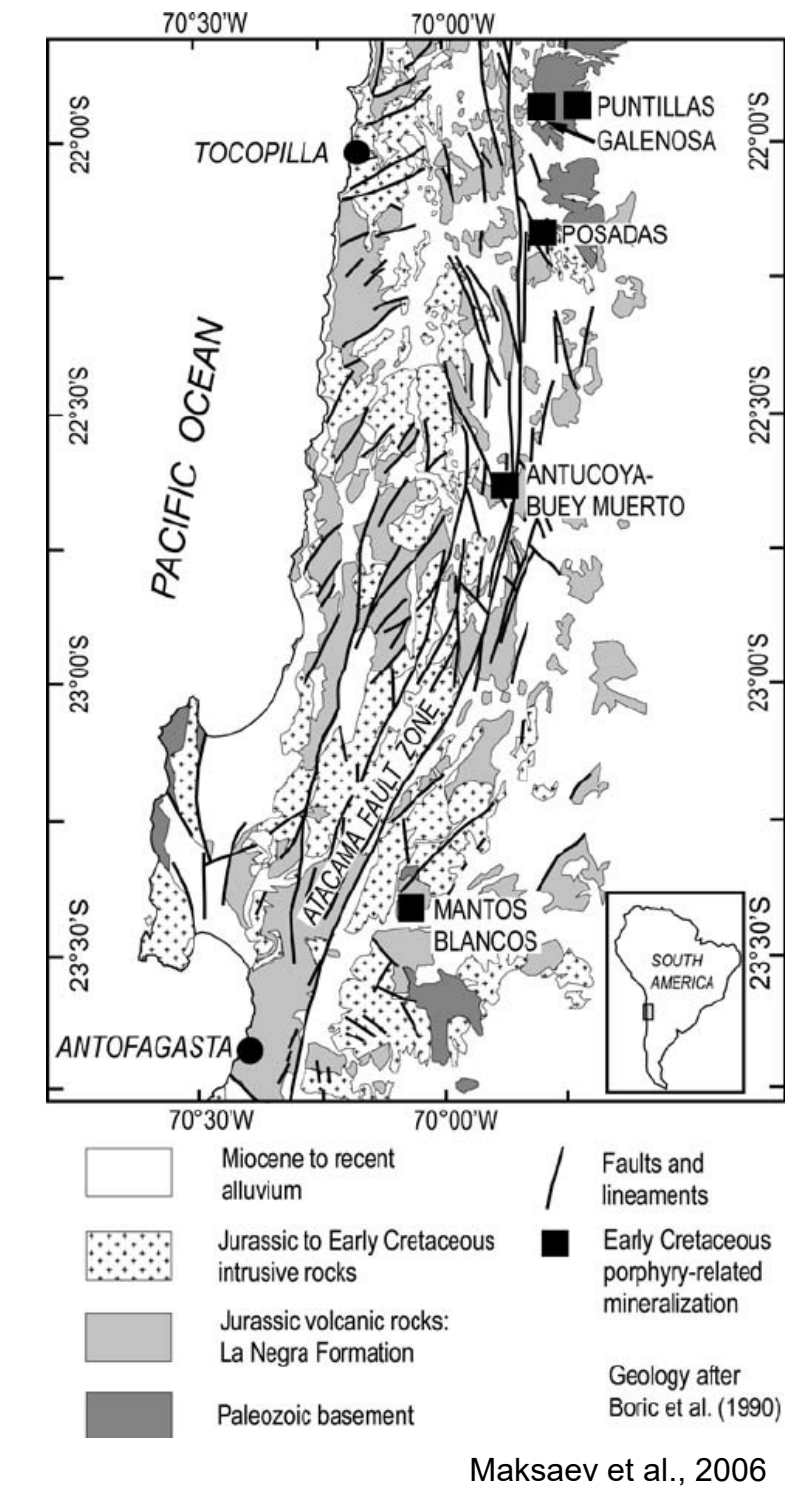 70°30'W
70°00'W
22°00'S
22°00'S
PUNTILLAS
GALENOSA
TOCOPILLA
POSADAS
PACIFIC OCEAN
22°30'S
22°30'S
ANTUCOYA-
BUEY MUERTO
23°00'S
23°00'S
ATACAMA FAULT ZONE
MANTOS
BLANCOS
23°30'S
23°30'S
SOUTH
AMERICA
ANTOFAGASTA
70°30'W
70°00'W
Miocene to recent
alluvium
Faults and
lineaments
Jurassic to Early Cretaceous
intrusive rocks
Early Cretaceous
porphyry-related
mineralization
Jurassic volcanic rocks:
La Negra Formation
Geology after
Boric et al. (1990)
Paleozoic basement
Maksaev et al., 2006